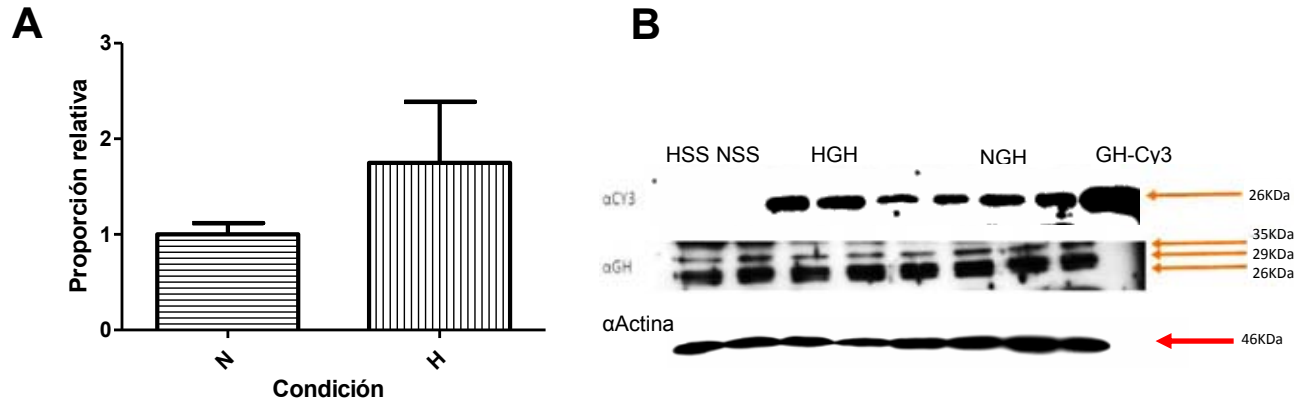 A
Proporción relativa
3
2
1
0
N
H
Condición
B
HSS NSS HGH NGH GH-Cy3
αCY3
26KDa
αGH
35KDa
29KDa
26KDa
αActina
46KDa